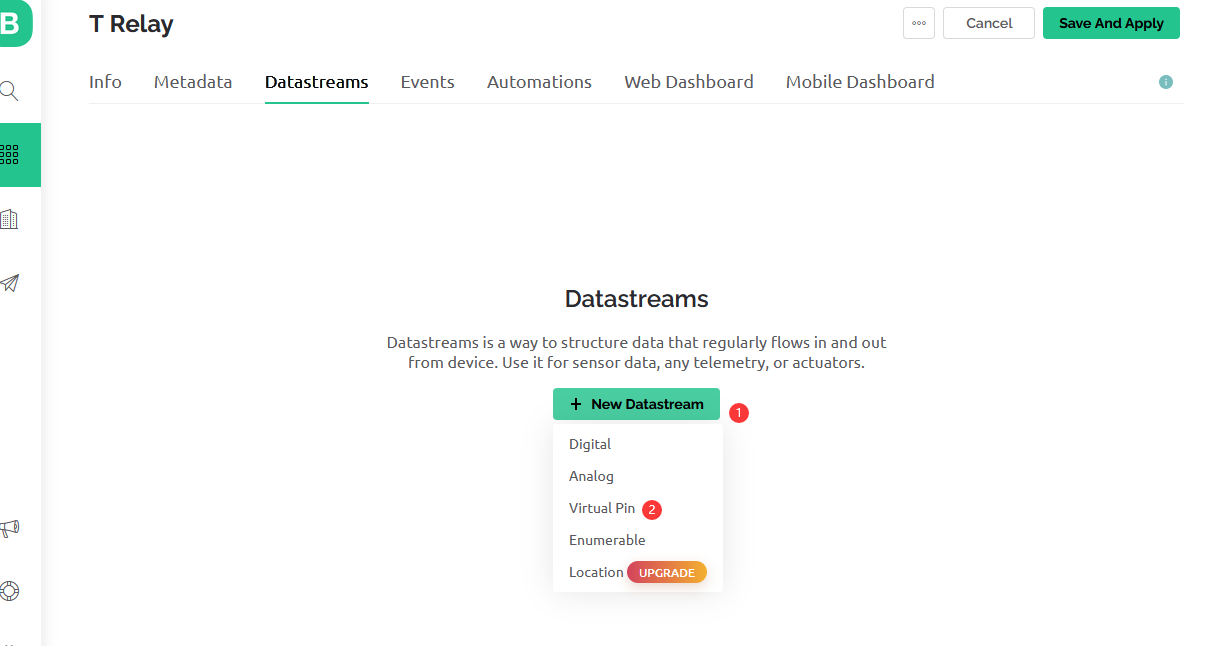 B
T Relay
Cancel
Save And Apply
Info
Metadata
Datastreams
Events
Automations
Web Dashboard
Mobile Dashboard
i
Datastreams
Datastreams is a way to structure data that regularly flows in and out
from device. Use it for sensor data, any telemetry, or actuators.
+ New Datastream
1
Digital
Analog
Virtual Pin
2
Enumerable
Location
UPGRADE